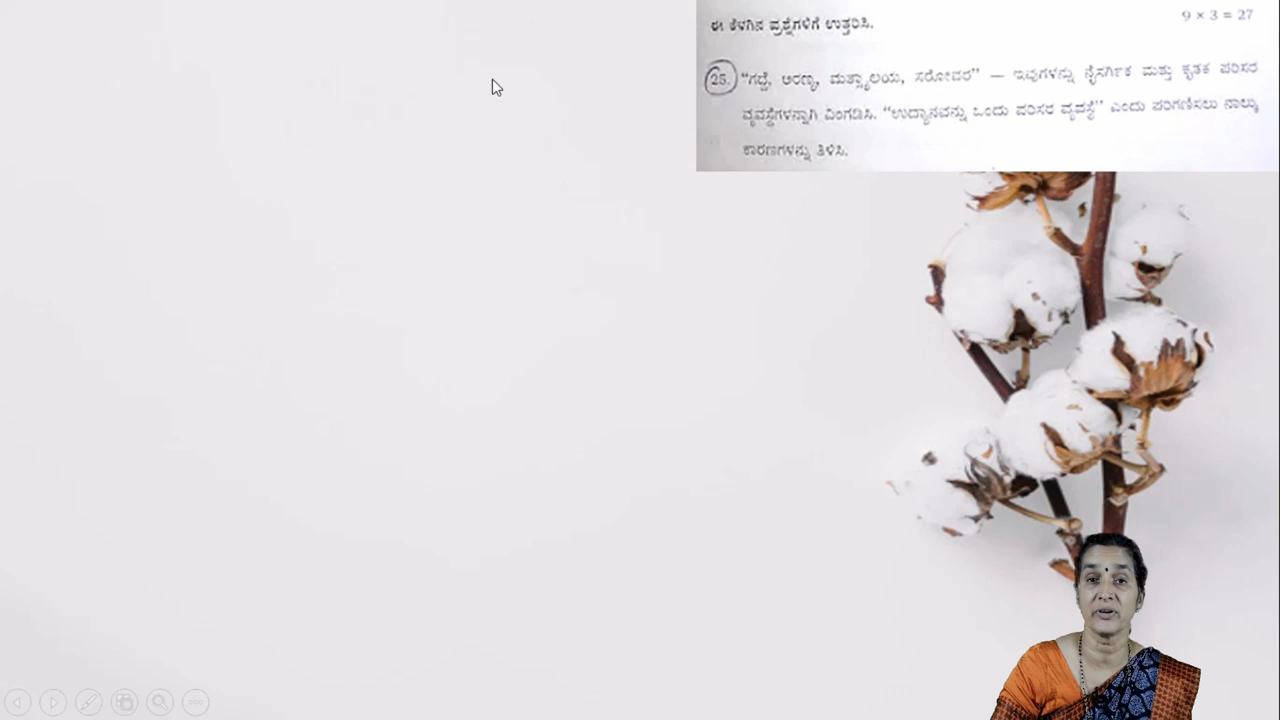 ಈ ಕೆಳಗಿನ ಪ್ರಶ್ನೆಗಳಿಗೆ ಉತ್ತರಿಸಿ. 9 × 3 = 27
25. "ಗದ್ದೆ, ಅರಣ್ಯ, ಮತ್ಸ್ಯಾಲಯ, ಸರೋವರ" — ಇವುಗಳನ್ನು ನೈಸರ್ಗಿಕ ಮತ್ತು ಕೃತಕ ಪರಿಸರ
ವ್ಯವಸ್ಥೆಗಳನ್ನಾಗಿ ವಿಂಗಡಿಸಿ. "ಉದ್ಯಾನವನ್ನು ಒಂದು ಪರಿಸರ ವ್ಯವಸ್ಥೆ" ಎಂದು ಪರಿಗಣಿಸಲು ನಾಲ್ಕು
ಕಾರಣಗಳನ್ನು ತಿಳಿಸಿ.